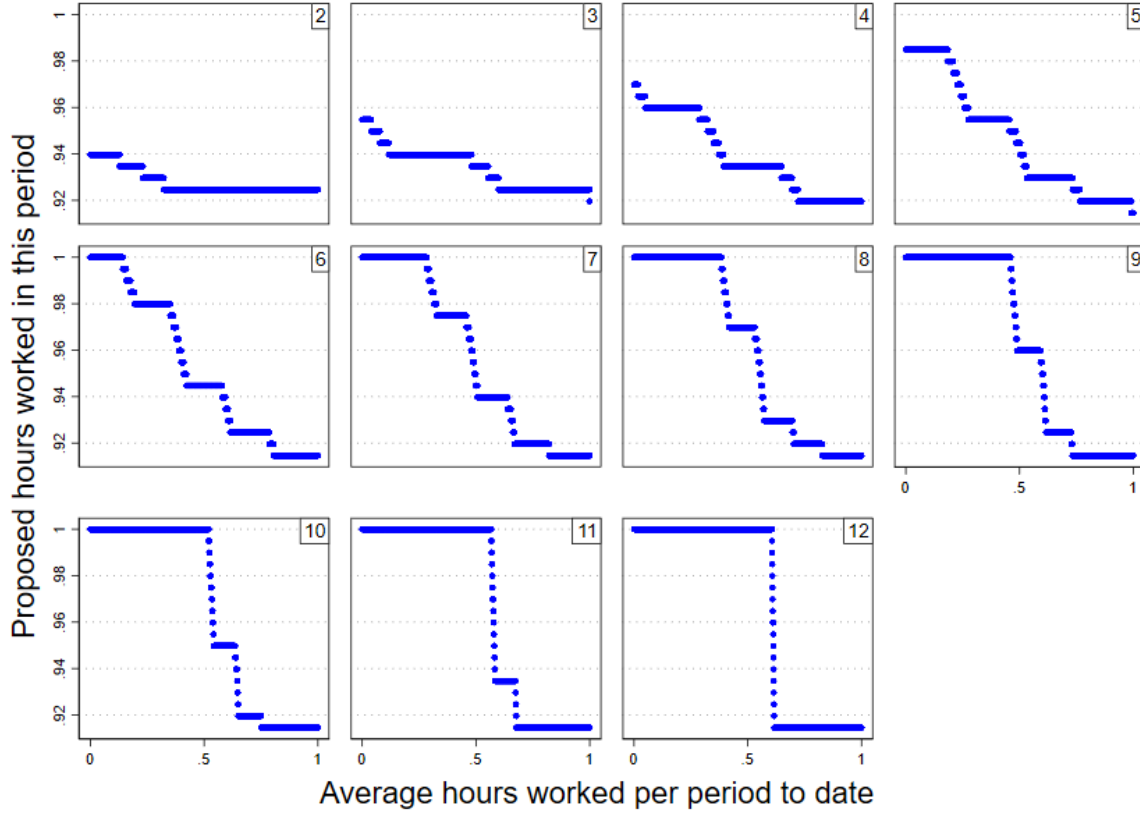 Proposed hours worked in this period
2 3 4 5
1
.98
.96
.94
.92
6 7 8 9
1
.98
.96
.94
.92
0 .5 1
10 11 12
1
.98
.96
.94
.92
0 .5 1 0 .5 1 0 .5 1
Average hours worked per period to date